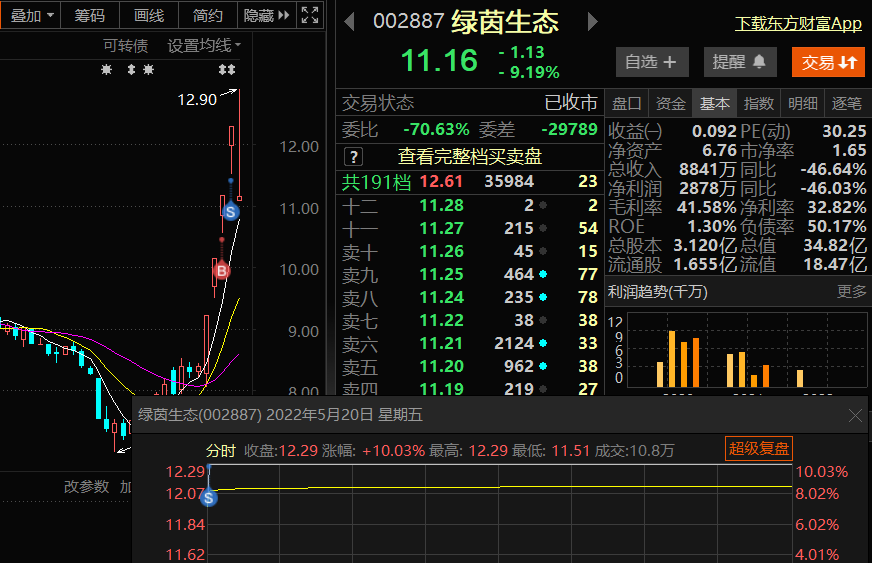 叠加 筹码 画线 简约 隐藏
可转债 设置均线
12.90
12.00
11.00
10.00
9.00
8.00
S
B
改参数 加
002887 绿茵生态
下载东方财富App
11.16
- 1.13
- 9.19%
自选 + 提醒 交易
交易状态 已收市
委比 -70.63% 委差 -29789
? 查看完整档买卖盘
共191档 12.61 35984 23
十二 11.28 2 2
十一 11.27 215 54
卖十 11.26 45 15
卖九 11.25 464 77
卖八 11.24 235 78
卖七 11.22 38 38
卖六 11.21 2124 33
卖五 11.20 962 38
卖四 11.19 219 27
盘口 资金 基本 指数 明细 逐笔
收益(一) 0.092 PE(动) 30.25
净资产 6.76 市净率 1.65
总收入 8841万 同比 -46.64%
净利润 2878万 同比 -46.03%
毛利率 41.58% 净利率 32.82%
ROE 1.30% 负债率 50.17%
总股本 3.120亿 总值 34.82亿
流通股 1.655亿 流值 18.47亿
利润趋势(千万) 更多
12
9
6
3
0
绿茵生态(002887) 2022年5月20日 星期五
分时 收盘:12.29 涨幅: +10.03% 最高: 12.29 最低: 11.51 成交:10.8万
超级复盘
12.29 10.03%
12.07 8.02%
S
11.84 6.02%
11.62 4.01%